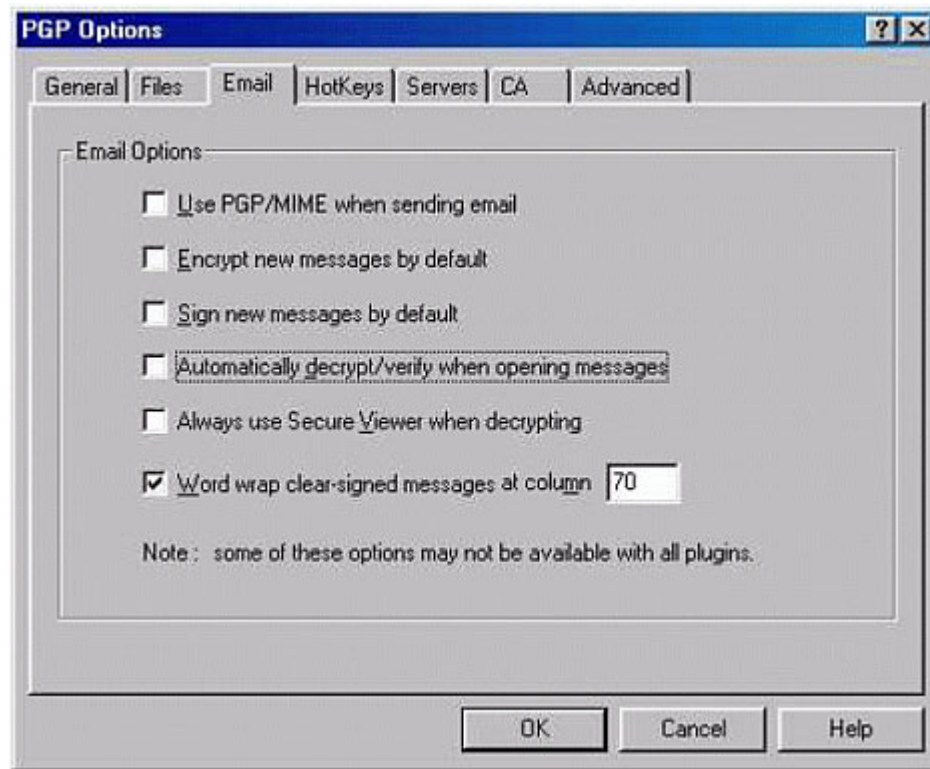 PGP Options
General Files Email HotKeys Servers CA Advanced
Email Options
Use PGP/MIME when sending email
Encrypt new messages by default
Sign new messages by default
Automatically decrypt/verify when opening messages
Always use Secure Viewer when decrypting
Word wrap clear-signed messages at column 70
Note : some of these options may not be available with all plugins.
OK Cancel Help